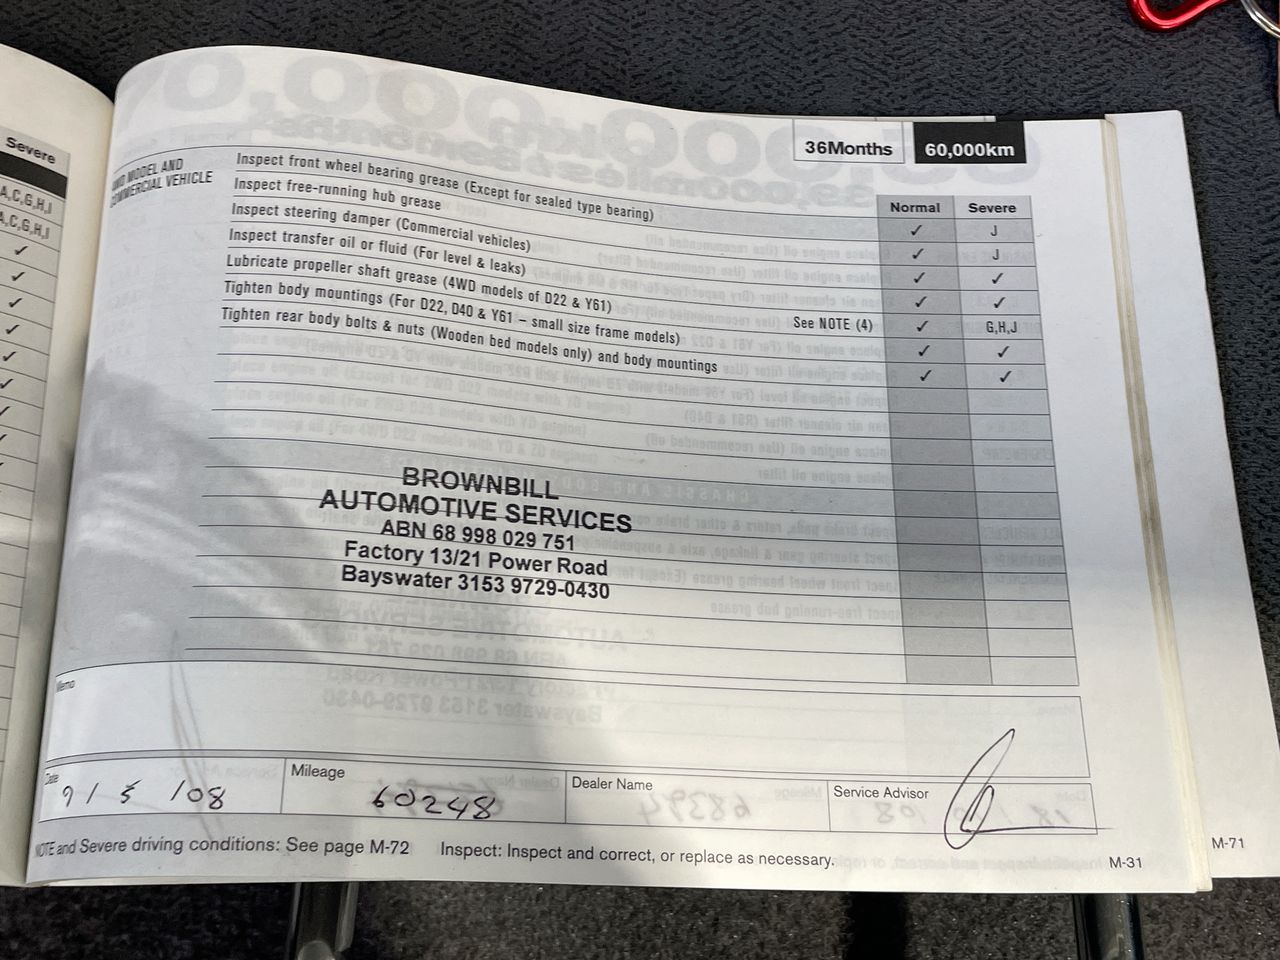 Severe
A,C,G,H,I
A,C,G,H,I
✓
✓
✓
✓
✓
✓
✓
✓
36Months 60,000km
MODEL AND
COMMERCIAL VEHICLE
Normal Severe
Inspect front wheel bearing grease (Except for sealed type bearing) ✓ J
Inspect free-running hub grease ✓ J
Inspect steering damper (Commercial vehicles) ✓ ✓
Inspect transfer oil or fluid (For level & leaks) ✓ ✓
Lubricate propeller shaft grease (4WD models of D22 & Y61) See NOTE (4) ✓ G,H,J
Tighten body mountings (For D22, D40 & Y61 – small size frame models) ✓ ✓
Tighten rear body bolts & nuts (Wooden bed models only) and body mountings ✓ ✓
BROWNBILL
AUTOMOTIVE SERVICES
ABN 68 998 029 751
Factory 13/21 Power Road
Bayswater 3153 9729-0430
Memo
Date Mileage Dealer Name Service Advisor
9/5/08 60248
NOTE and Severe driving conditions: See page M-72 Inspect: Inspect and correct, or replace as necessary.
M-31
M-71